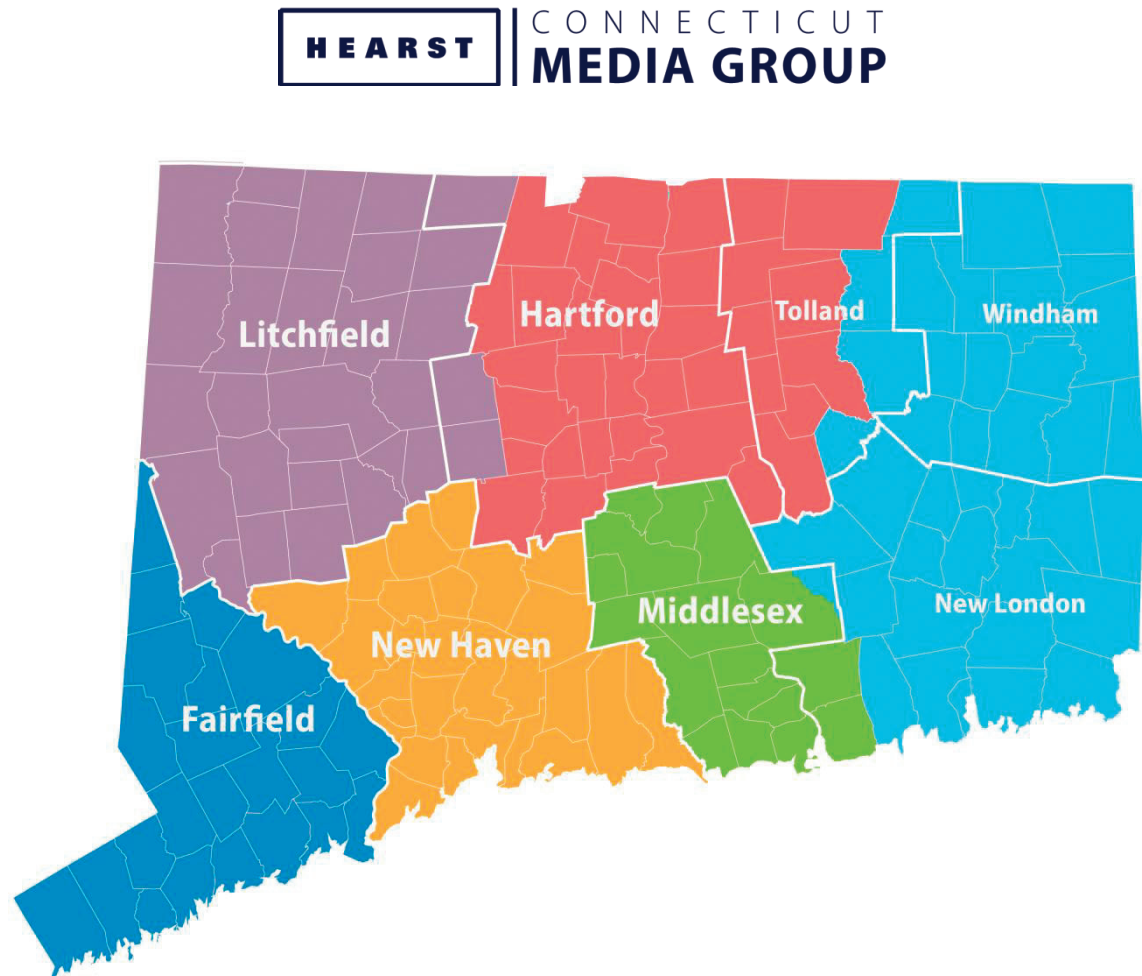 HEARST
CONNECTICUT
MEDIA GROUP
Litchfield
Hartford
Tolland
Windham
Middlesex
New London
New Haven
Fairfield